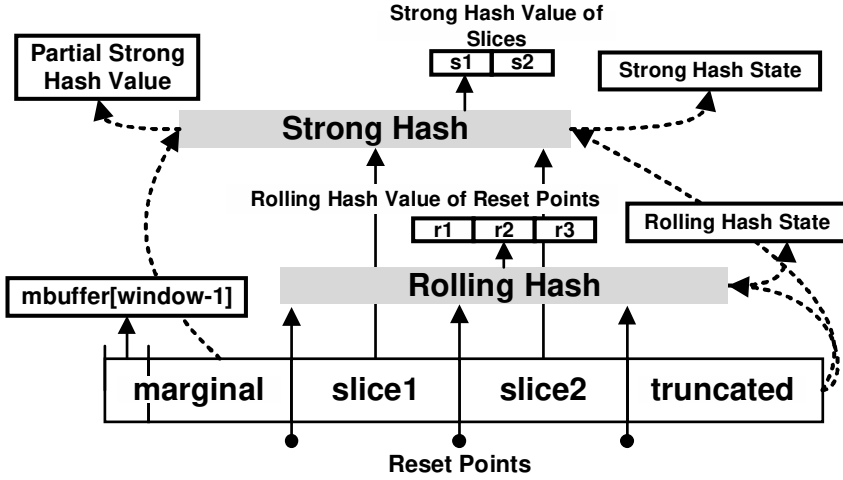 Strong Hash Value of
Slices
Partial Strong
Hash Value
s1 s2
Strong Hash State
Strong Hash
Rolling Hash Value of Reset Points
r1 r2 r3
Rolling Hash State
mbuffer[window-1]
Rolling Hash
marginal slice1 slice2 truncated
Reset Points